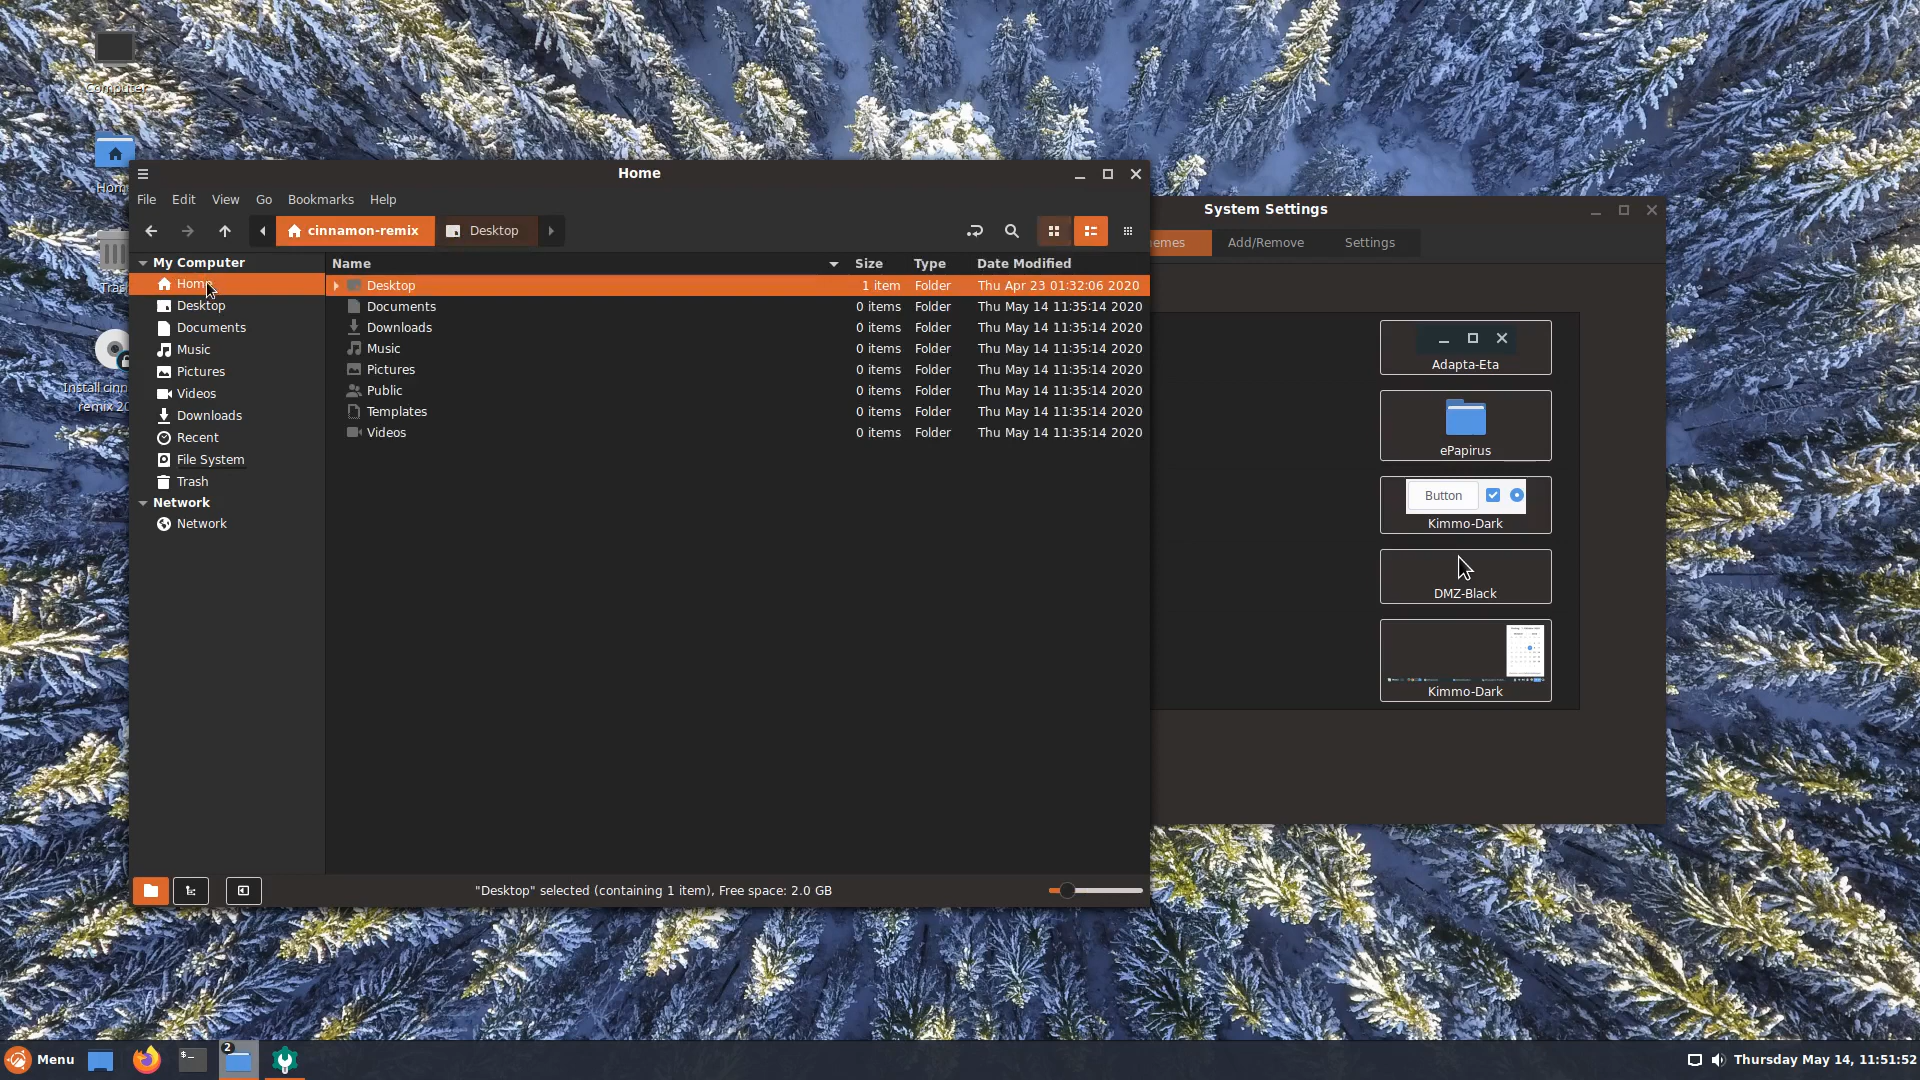 Computer
Home
File Edit View Go Bookmarks Help
cinnamon-remix Desktop
My Computer
Home
Desktop
Documents
Music
Pictures
Videos
Downloads
Recent
File System
Trash
Network
Network
Name Size Type Date Modified
Desktop 1 item Folder Thu Apr 23 01:32:06 2020
Documents 0 items Folder Thu May 14 11:35:14 2020
Downloads 0 items Folder Thu May 14 11:35:14 2020
Music 0 items Folder Thu May 14 11:35:14 2020
Pictures 0 items Folder Thu May 14 11:35:14 2020
Public 0 items Folder Thu May 14 11:35:14 2020
Templates 0 items Folder Thu May 14 11:35:14 2020
Videos 0 items Folder Thu May 14 11:35:14 2020
"Desktop" selected (containing 1 item), Free space: 2.0 GB
Install cinn
remix 20
System Settings
emes Add/Remove Settings
Adapta-Eta
ePapirus
Button
Kimmo-Dark
DMZ-Black
Kimmo-Dark
Menu
2
Thursday May 14, 11:51:52